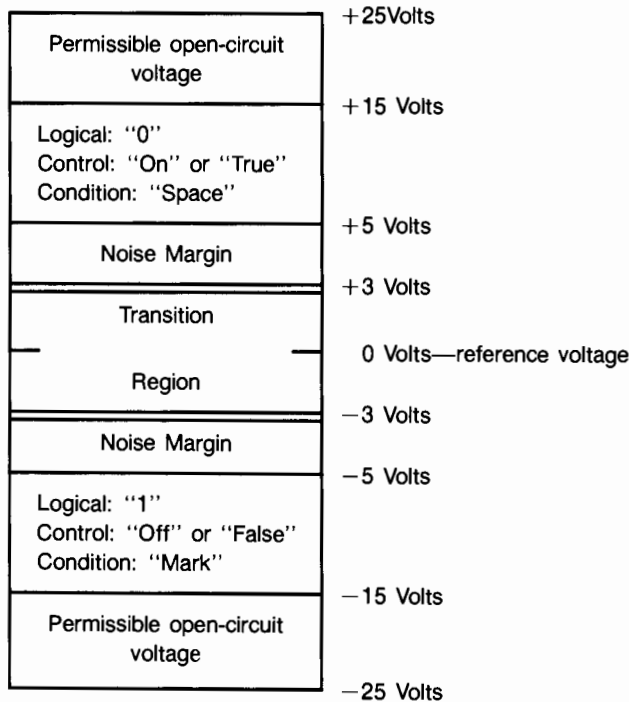 +25Volts
Permissible open-circuit
voltage
+15 Volts
Logical: “0”
Control: “On” or “True”
Condition: “Space”
+5 Volts
Noise Margin
+3 Volts
Transition
0 Volts—reference voltage
Region
−3 Volts
Noise Margin
−5 Volts
Logical: “1”
Control: “Off” or “False”
Condition: “Mark”
−15 Volts
Permissible open-circuit
voltage
−25 Volts